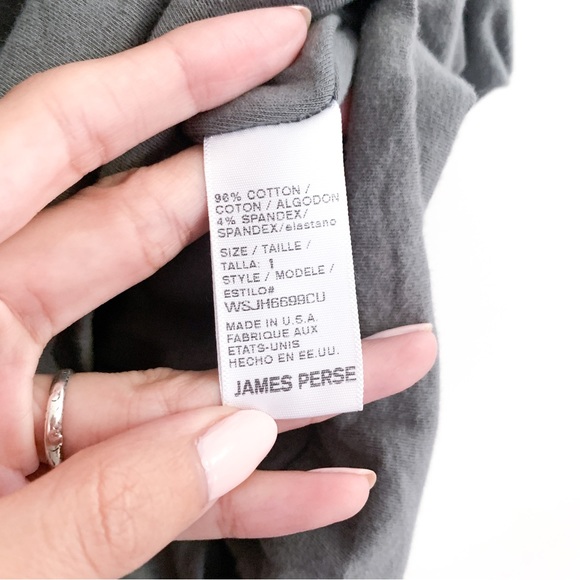 96% COTTON /
COTON / ALGODON
4% SPANDEX/
SPANDEX/elastano
SIZE / TAILLE /
TALLA: 1
STYLE / MODELE /
ESTILO#
WSJH6699CU
MADE IN U.S.A.
FABRIQUE AUX
ETATS-UNIS
HECHO EN EE.UU.
JAMES PERSE